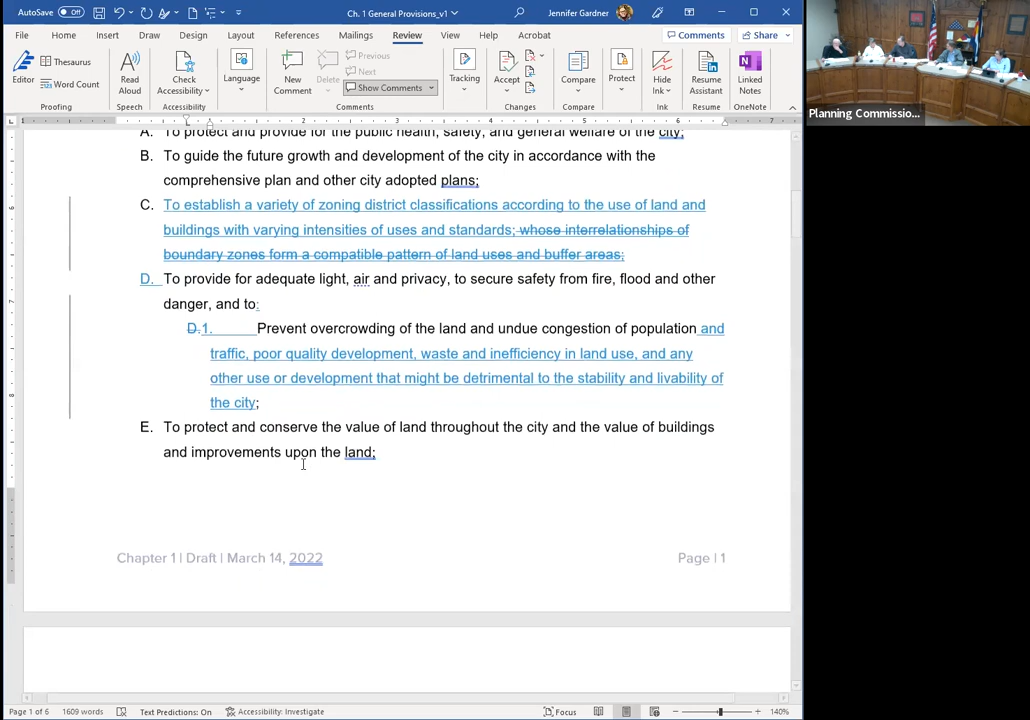 AutoSave Off Ch. 1 General Provisions_v1 Jennifer Gardner
File Home Insert Draw Design Layout References Mailings Review View Help Acrobat Comments Share
Editor Thesaurus Word Count Read Aloud Check Accessibility Language New Comment Delete Previous Next Show Comments Tracking Accept Compare Protect Hide Ink Resume Assistant Linked Notes
Proofing Speech Accessibility Comments Changes Compare Ink Resume OneNote
Planning Commissio...
1 1 2 3 4 5 6 7
A. To protect and provide for the public health, safety, and general welfare of the city;
B. To guide the future growth and development of the city in accordance with the
comprehensive plan and other city adopted plans;
C. To establish a variety of zoning district classifications according to the use of land and
buildings with varying intensities of uses and standards; whose interrelationships of
boundary zones form a compatible pattern of land uses and buffer areas;
D. To provide for adequate light, air and privacy, to secure safety from fire, flood and other
danger, and to:
D.1. Prevent overcrowding of the land and undue congestion of population and
traffic, poor quality development, waste and inefficiency in land use, and any
other use or development that might be detrimental to the stability and livability of
the city;
E. To protect and conserve the value of land throughout the city and the value of buildings
and improvements upon the land;
Chapter 1 | Draft | March 14, 2022 Page | 1
Page 1 of 6 1609 words Text Predictions: On Accessibility: Investigate Focus 140%